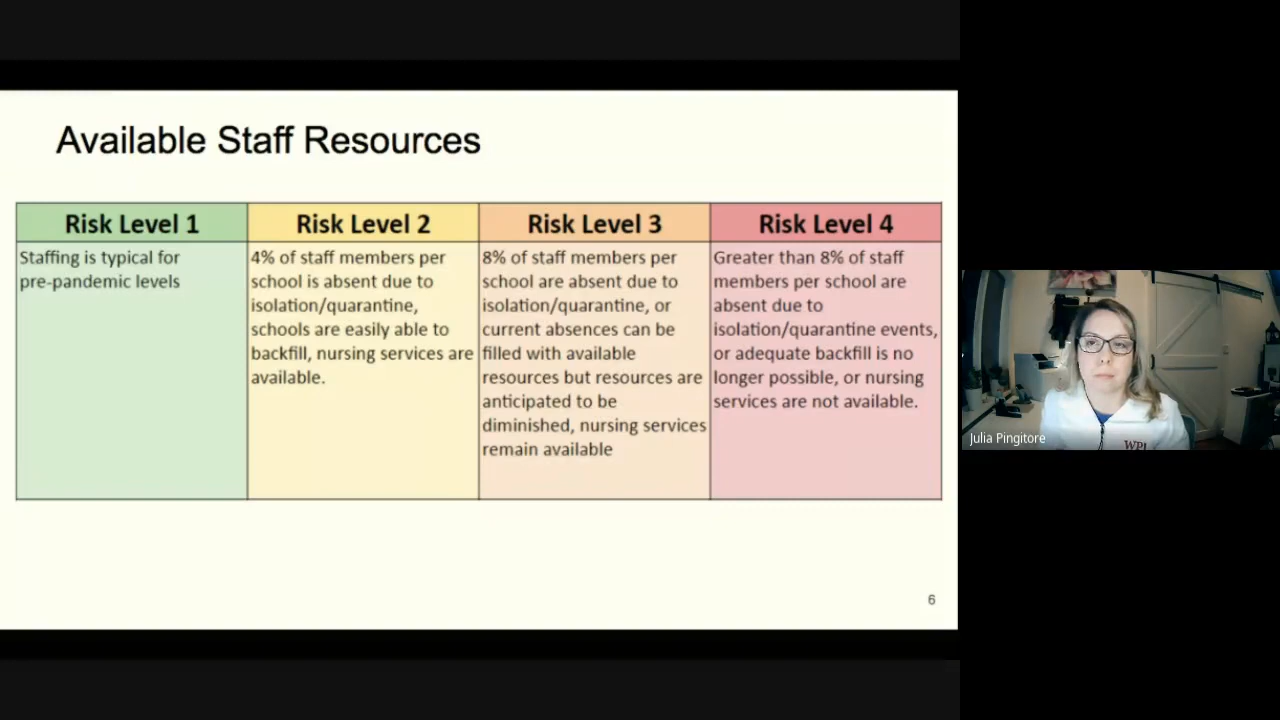 Available Staff Resources
Risk Level 1
Staffing is typical for
pre-pandemic levels
Risk Level 2
4% of staff members per
school is absent due to
isolation/quarantine,
schools are easily able to
backfill, nursing services are
available.
Risk Level 3
8% of staff members per
school are absent due to
isolation/quarantine, or
current absences can be
filled with available
resources but resources are
anticipated to be
diminished, nursing services
remain available
Risk Level 4
Greater than 8% of staff
members per school are
absent due to
isolation/quarantine events,
or adequate backfill is no
longer possible, or nursing
services are not available.
6
Julia Pingitore
WPI